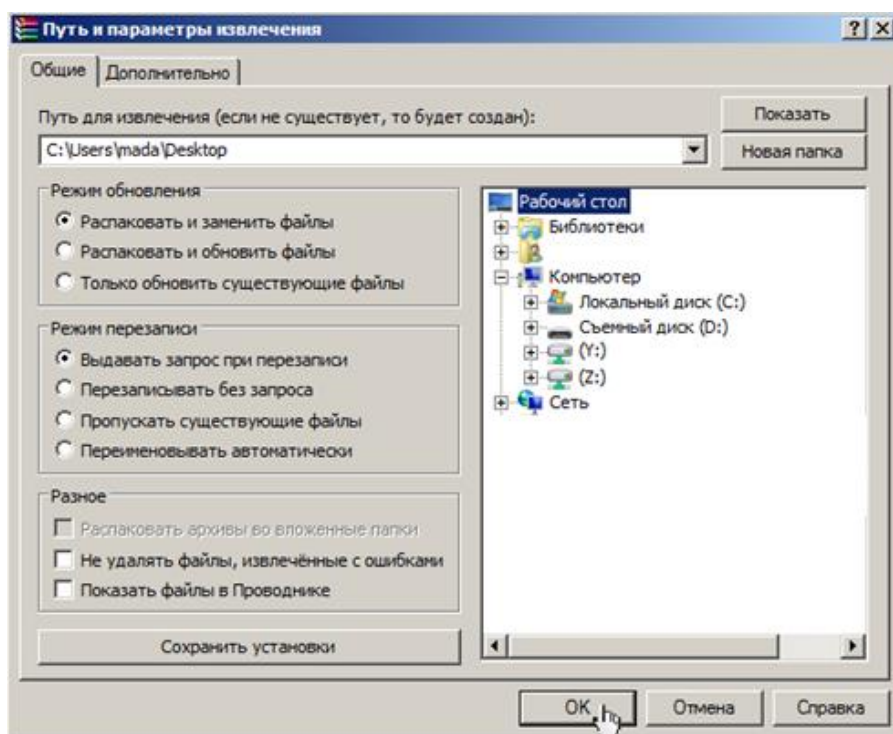 Путь и параметры извлечения
Общие
Дополнительно
Путь для извлечения (если не существует, то будет создан):
Показать
C:\Users\mada\Desktop
Новая папка
Режим обновления
Распаковать и заменить файлы
Распаковать и обновить файлы
Только обновить существующие файлы
Режим перезаписи
Выдавать запрос при перезаписи
Перезаписывать без запроса
Пропускать существующие файлы
Переименовывать автоматически
Разное
Распаковать архивы во вложенные папки
Не удалять файлы, извлечённые с ошибками
Показать файлы в Проводнике
Сохранить установки
Рабочий стол
Библиотеки
Компьютер
Локальный диск (C:)
Съемный диск (D:)
(Y:)
(Z:)
Сеть
OK
Отмена
Справка